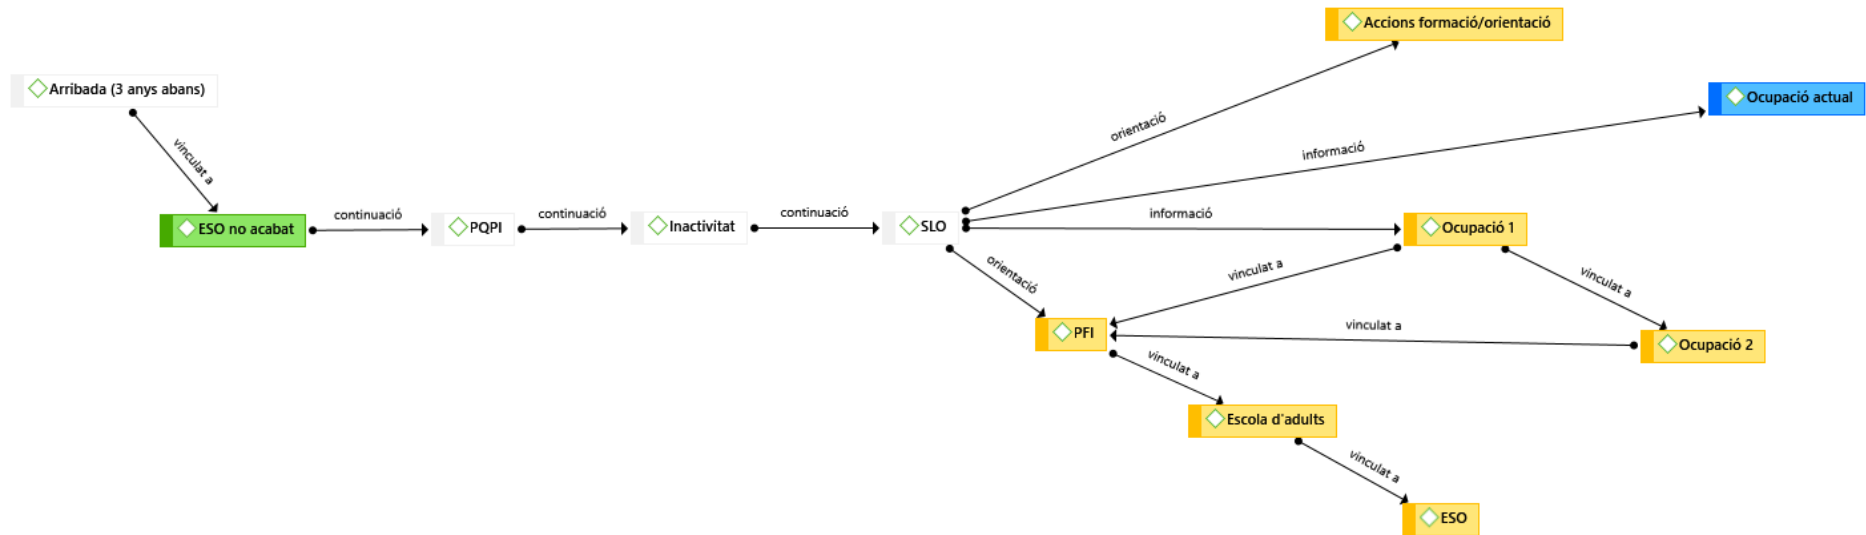 Accions formació/orientació
Arribada (3 anys abans)
Ocupació actual
orientació
informació
vinculat a
ESO no acabat
continuació
PQPI
continuació
Inactivitat
continuació
SLO
informació
Ocupació 1
orientació
vinculat a
vinculat a
PFI
vinculat a
Ocupació 2
vinculat a
Escola d'adults
vinculat a
ESO